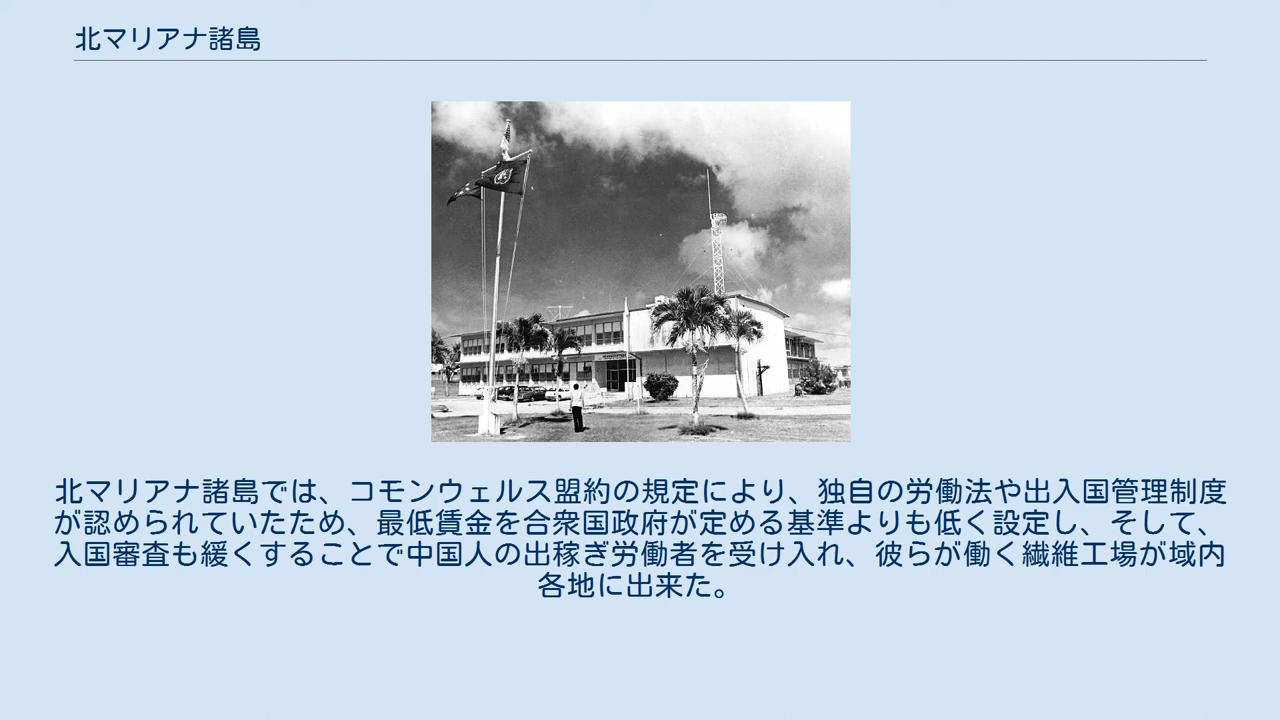 北マリアナ諸島
北マリアナ諸島では、コモンウェルス盟約の規定により、独自の労働法や出入国管理制度
が認められていたため、最低賃金を合衆国政府が定める基準よりも低く設定し、そして、
入国審査も緩くすることで中国人の出稼ぎ労働者を受け入れ、彼らが働く繊維工場が域内
各地に出来た。